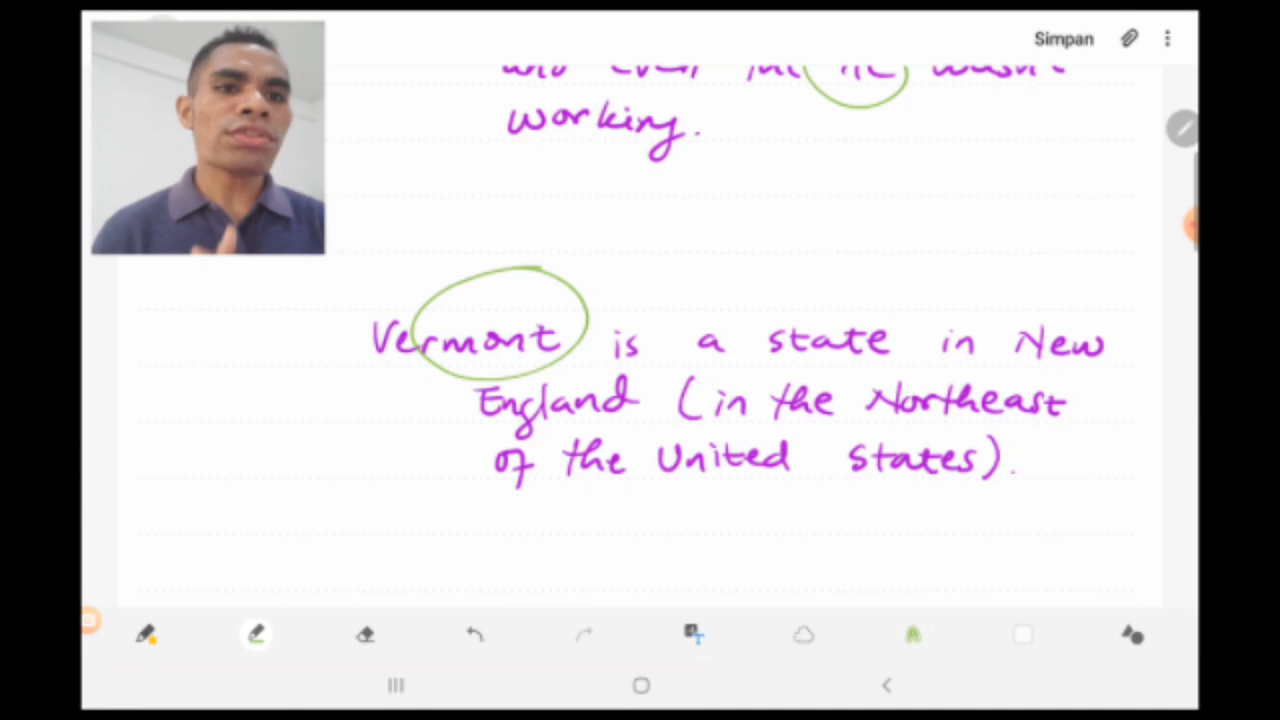 Simpan
working.
Vermont is a state in New
England (in the Northeast
of the United States).